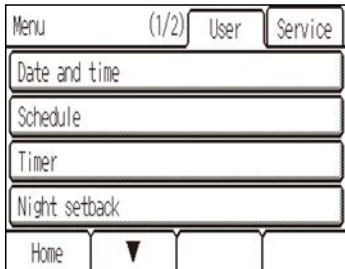 Menu (1/2) User Service
Date and time
Schedule
Timer
Night setback
Home ▼